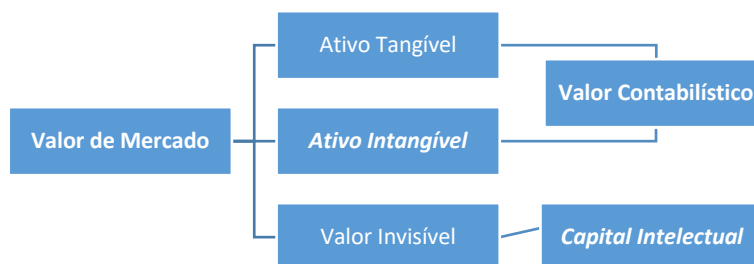 Ativo Tangível
Valor Contabilístico
Valor de Mercado
Ativo Intangível
Valor Invisível
Capital Intelectual